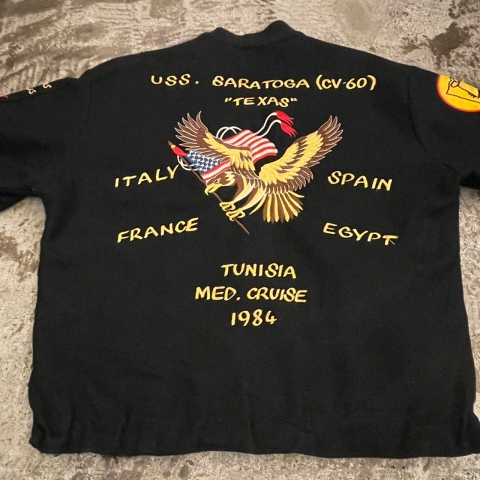 USS. SARATOGA (CV-60)
"TEXAS"
ITALY SPAIN
FRANCE EGYPT
TUNISIA
MED. CRUISE
1984